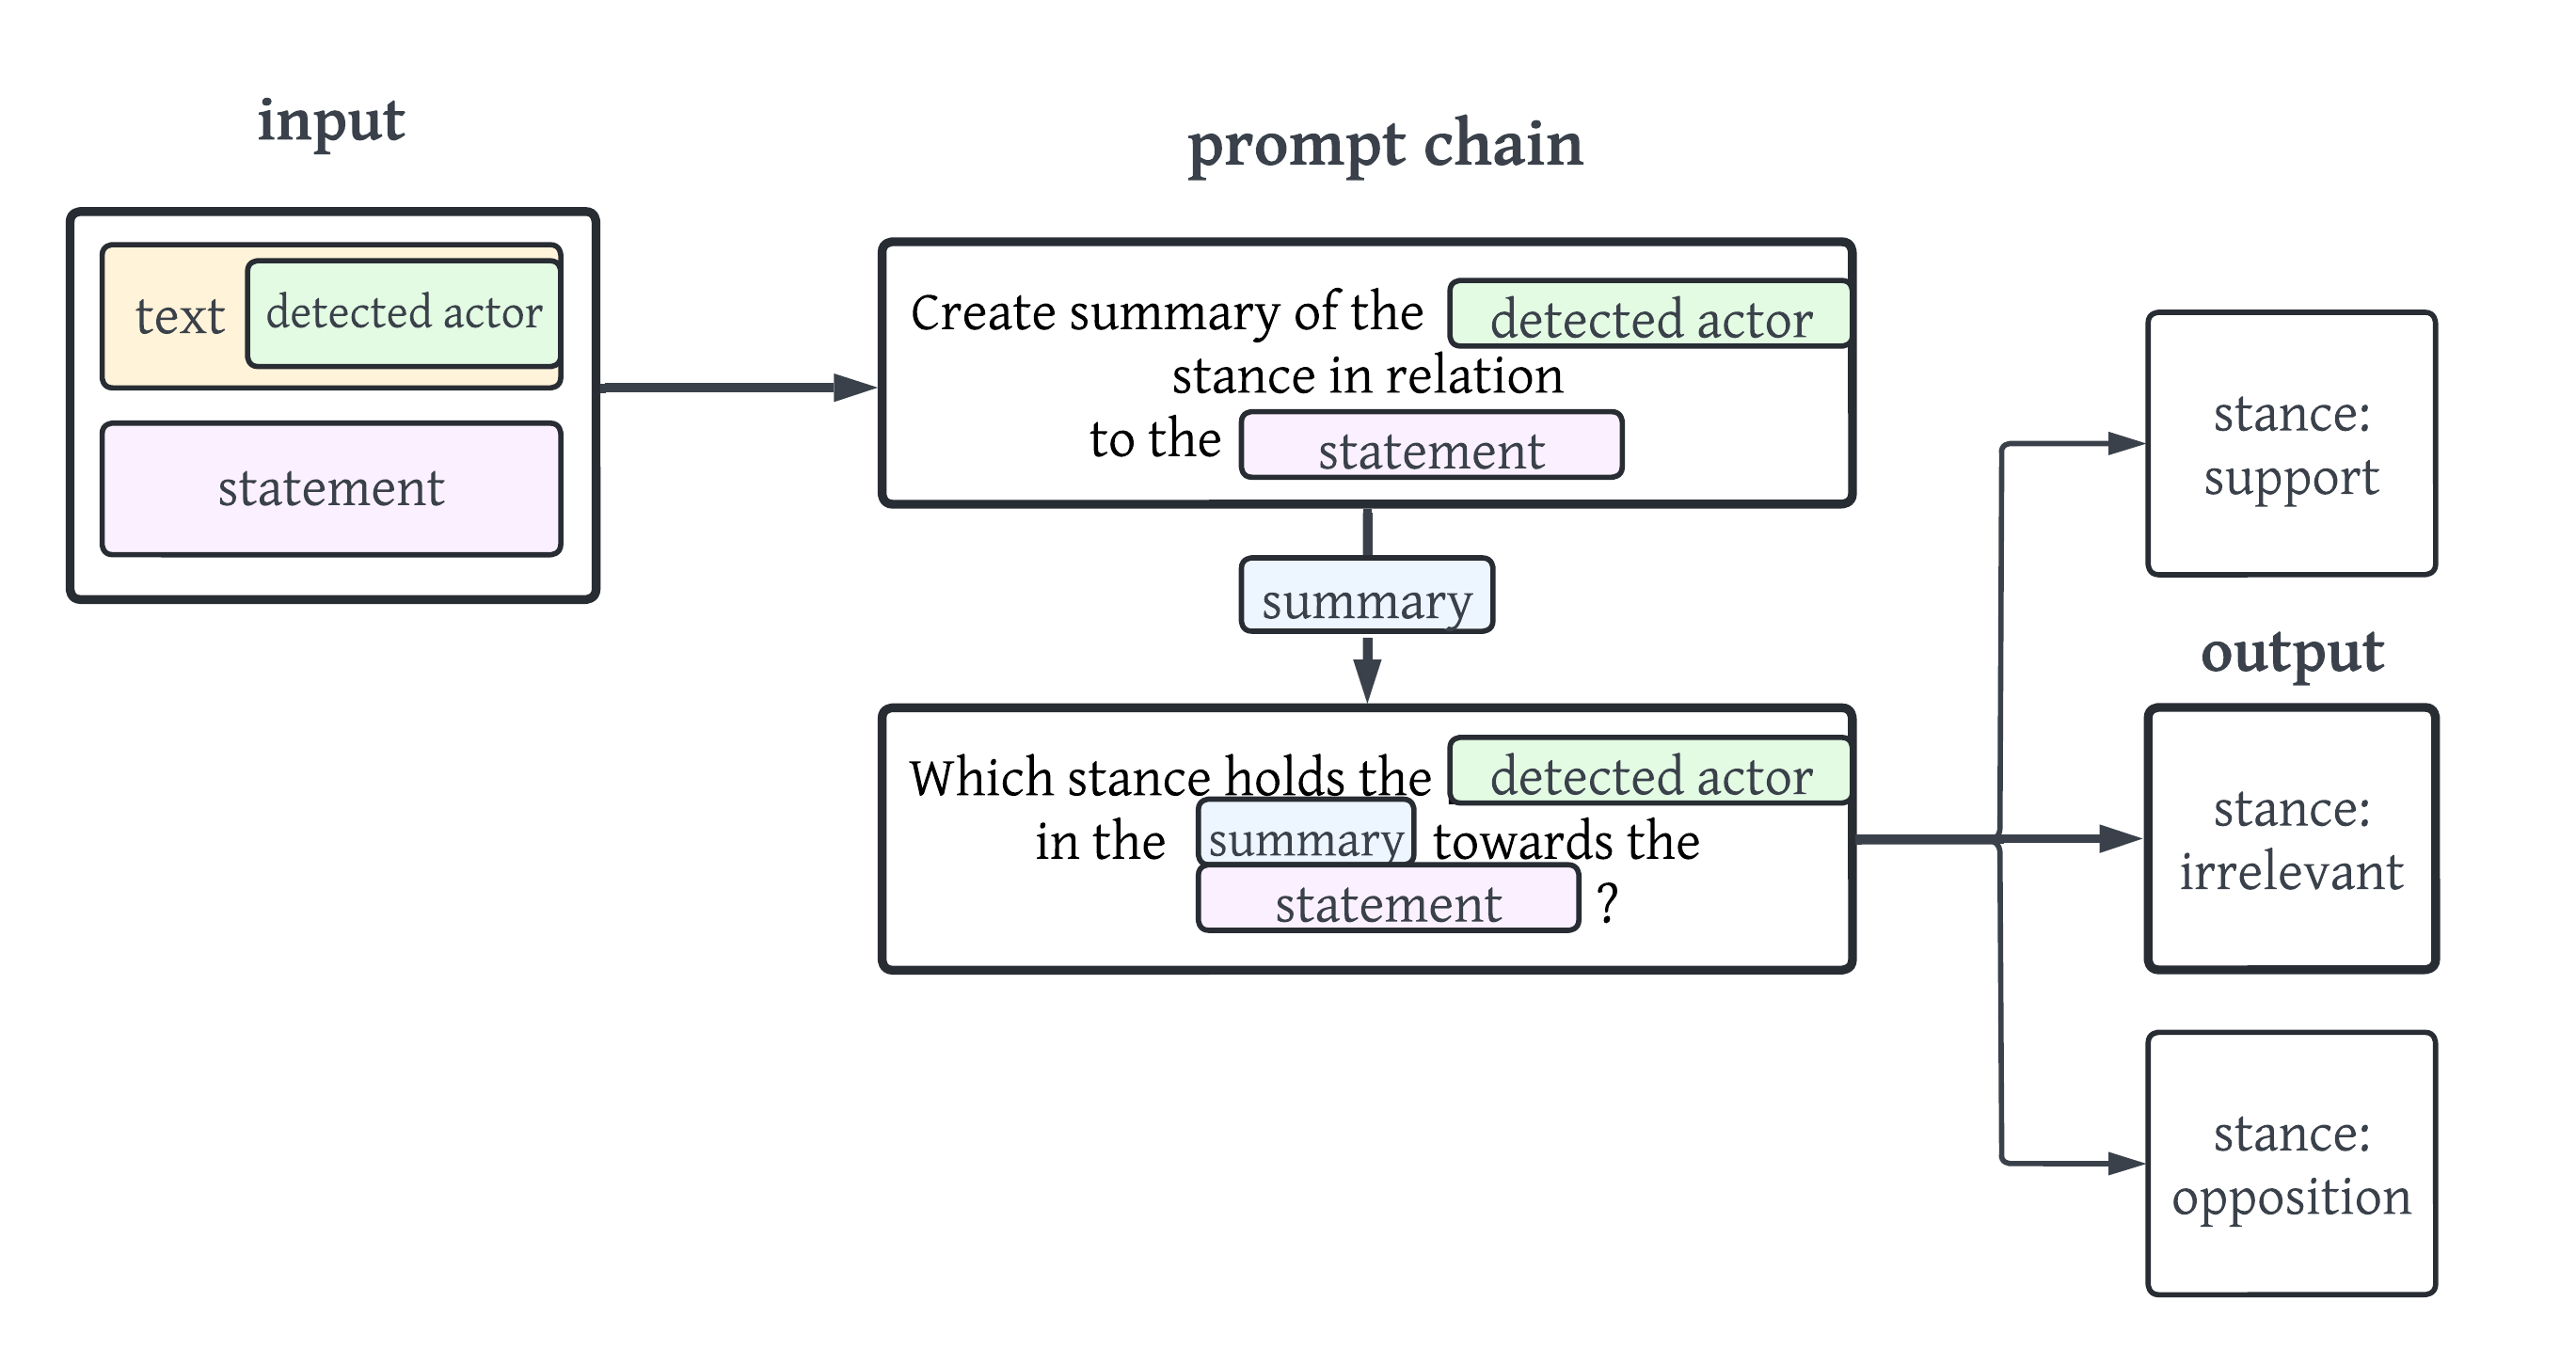 input
text detected actor
statement
prompt chain
Create summary of the detected actor
stance in relation
to the statement
summary
Which stance holds the detected actor
in the summary towards the
statement ?
stance:
support
output
stance:
irrelevant
stance:
opposition